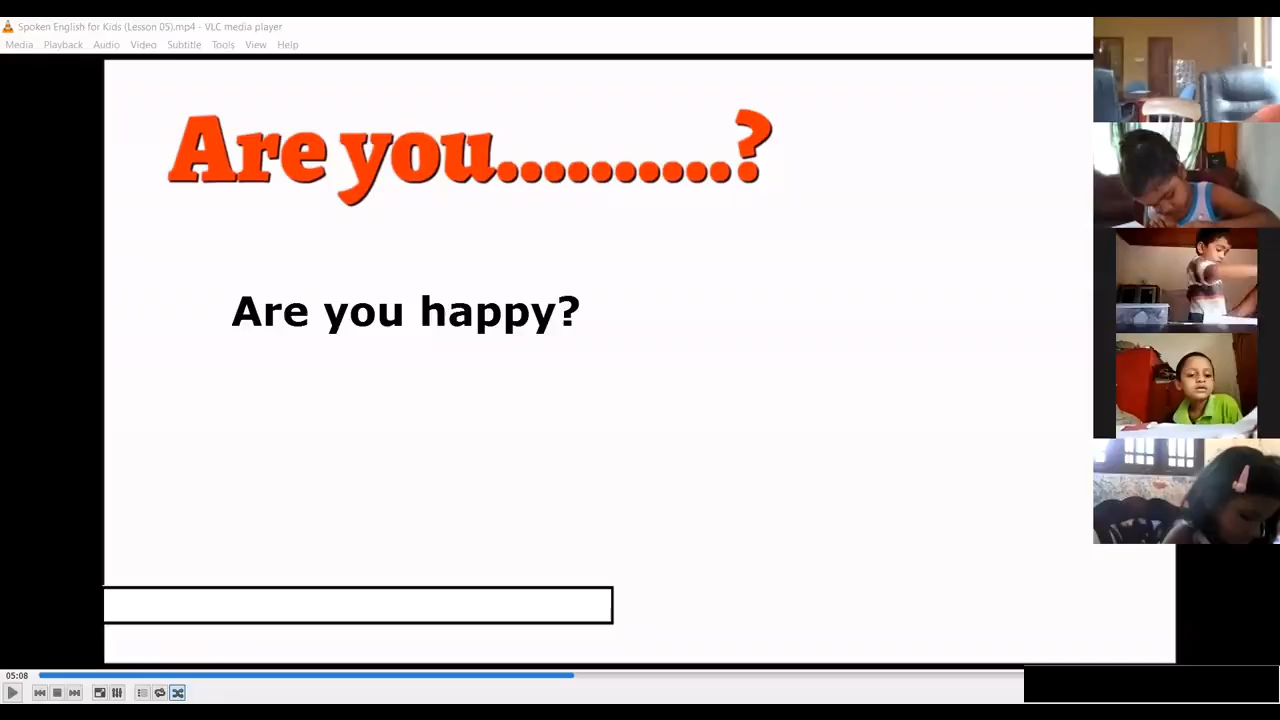 Spoken English for Kids (Lesson 05).mp4 - VLC media player
Media Playback Audio Video Subtitle Tools View Help
Are you..........?
Are you happy?
05:08